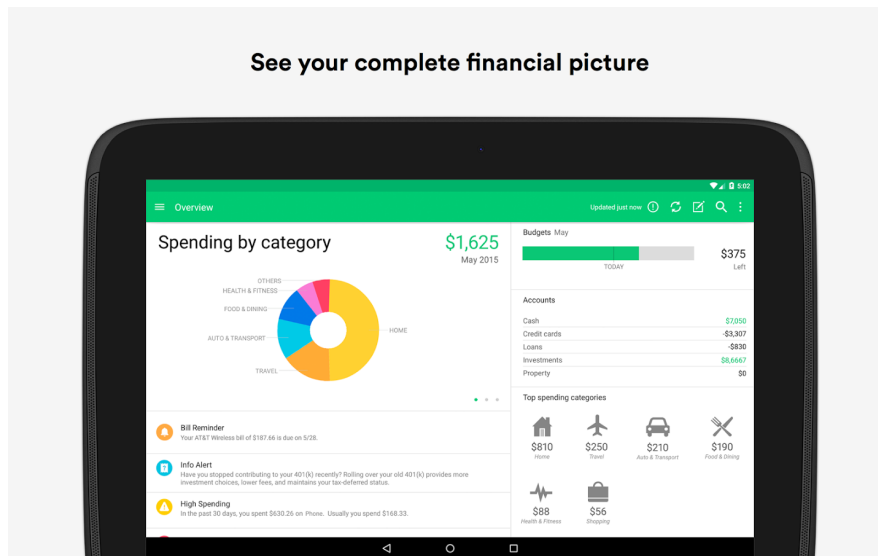 See your complete financial picture
5:02
Overview
Updated just now
Spending by category
$1,625
May 2015
OTHERS
HEALTH & FITNESS
FOOD & DINING
AUTO & TRANSPORT
TRAVEL
HOME
Bill Reminder
Your AT&T Wireless bill of $187.66 is due on 5/28.
Info Alert
Have you stopped contributing to your 401(k) recently? Rolling over your old 401(k) provides more
investment choices, lower fees, and maintains your tax-deferred status.
High Spending
In the past 30 days, you spent $630.26 on Phone. Usually you spend $168.33.
Budgets May
$375
TODAY
Left
Accounts
Cash $7,050
Credit cards -$3,307
Loans -$830
Investments $8,6667
Property $0
Top spending categories
$810 $250 $210 $190
Home Travel Auto & Transport Food & Dining
$88 $56
Health & Fitness Shopping